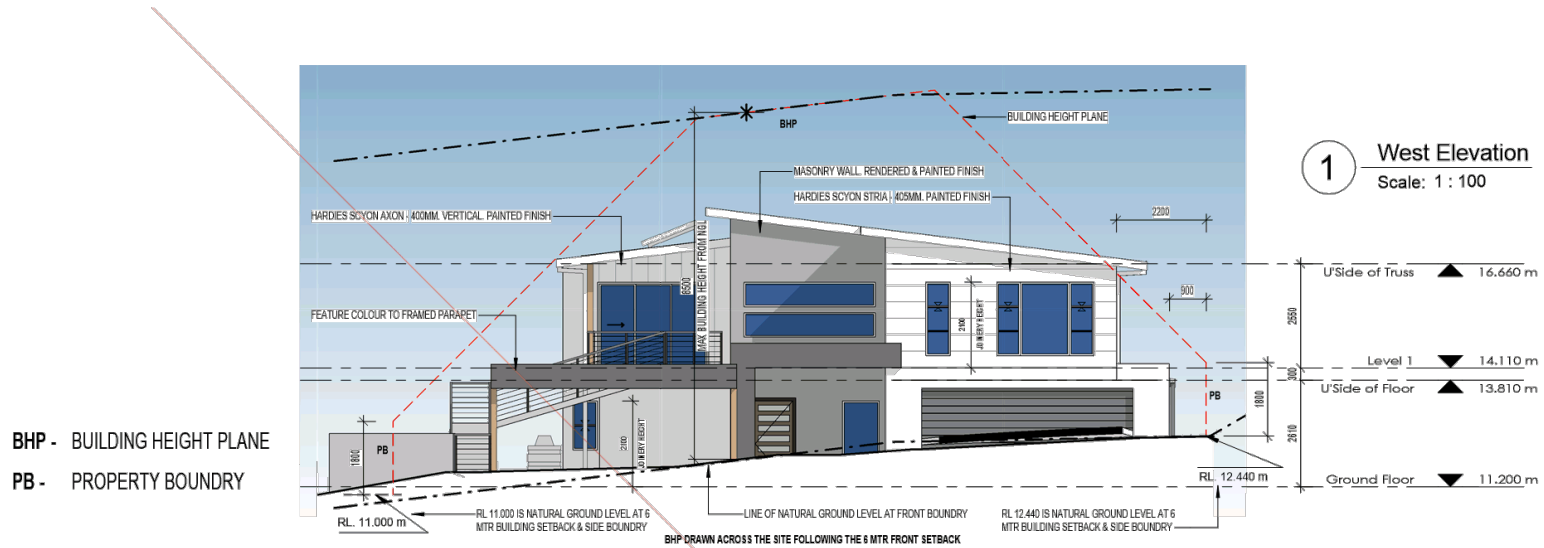 BHP
BUILDING HEIGHT PLANE
1
West Elevation
Scale: 1 : 100
MASONRY WALL. RENDERED & PAINTED FINISH
HARDIES SCYON STRIA - 405MM. PAINTED FINISH
HARDIES SCYON AXON - 400MM. VERTICAL. PAINTED FINISH
2200
MAX BUILDING HEIGHT FROM NGL
8500
U'Side of Truss 16.660 m
900
2100
JOINERY HEIGHT
2550
FEATURE COLOUR TO FRAMED PARAPET
Level 1 14.110 m
300
U'Side of Floor 13.810 m
PB
1800
2610
BHP - BUILDING HEIGHT PLANE
PB - PROPERTY BOUNDRY
1800
PB
2100
JOINERY HEIGHT
RL. 12.440 m
Ground Floor 11.200 m
RL. 11.000 m
RL 11.000 IS NATURAL GROUND LEVEL AT 6
MTR BUILDING SETBACK & SIDE BOUNDRY
LINE OF NATURAL GROUND LEVEL AT FRONT BOUNDRY
RL 12.440 IS NATURAL GROUND LEVEL AT 6
MTR BUILDING SETBACK & SIDE BOUNDRY
BHP DRAWN ACROSS THE SITE FOLLOWING THE 6 MTR FRONT SETBACK